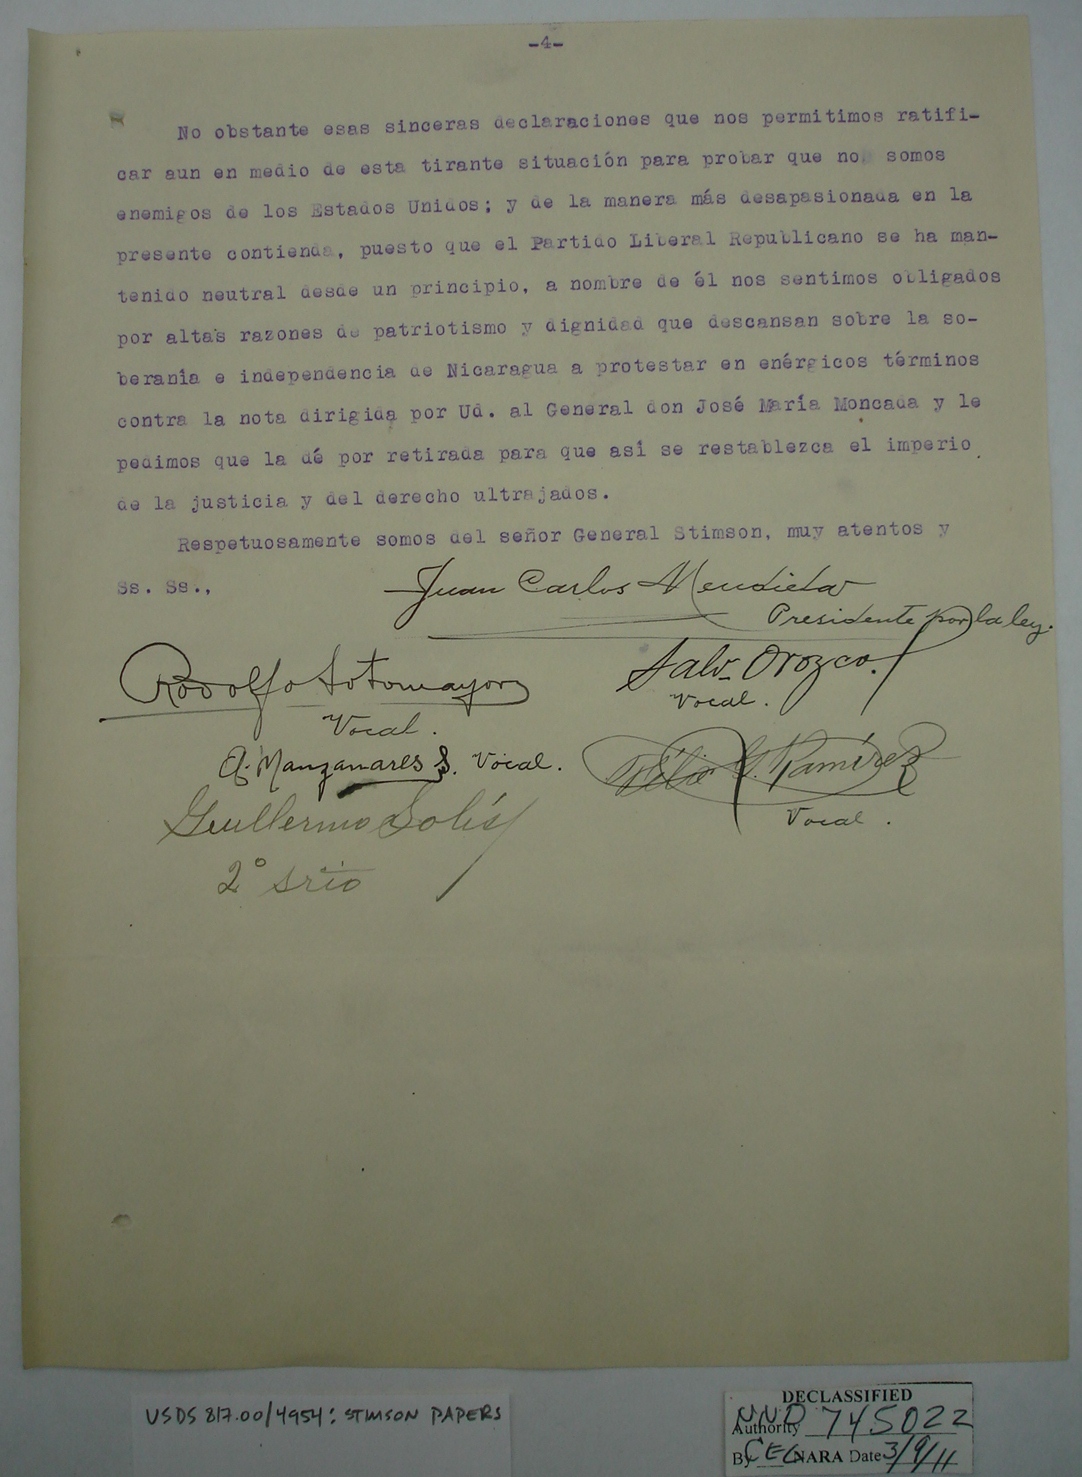 -4-
No obstante esas sinceras declaraciones que nos permitimos ratifi-
car aun en medio de esta tirante situación para probar que no somos
enemigos de los Estados Unidos; y de la manera más desapasionada en la
presente contienda, puesto que el Partido Liberal Republicano se ha man-
tenido neutral desde un principio, a nombre de él nos sentimos obligados
por altas razones de patriotismo y dignidad que descansan sobre la so-
beranía e independencia de Nicaragua a protestar en enérgicos términos
contra la nota dirigida por Ud. al General don José María Moncada y le
pedimos que la dé por retirada para que así se restablezca el imperio
de la justicia y del derecho ultrajados.
Respetuosamente somos del señor General Stimson, muy atentos y
Ss. Ss.,
Juan Carlos Mendieta
Presidente por la ley.
Rodolfo Sotomayor
Vocal.
Salv. Orozco.
Vocal.
A. Manzanares S. Vocal.
G. Ramírez
Vocal.
Guillermo Solís
2º Srio
USDS 817.00/4954: STIMSON PAPERS
DECLASSIFIED
Authority NND 745022
By CEC NARA Date 3/9/11